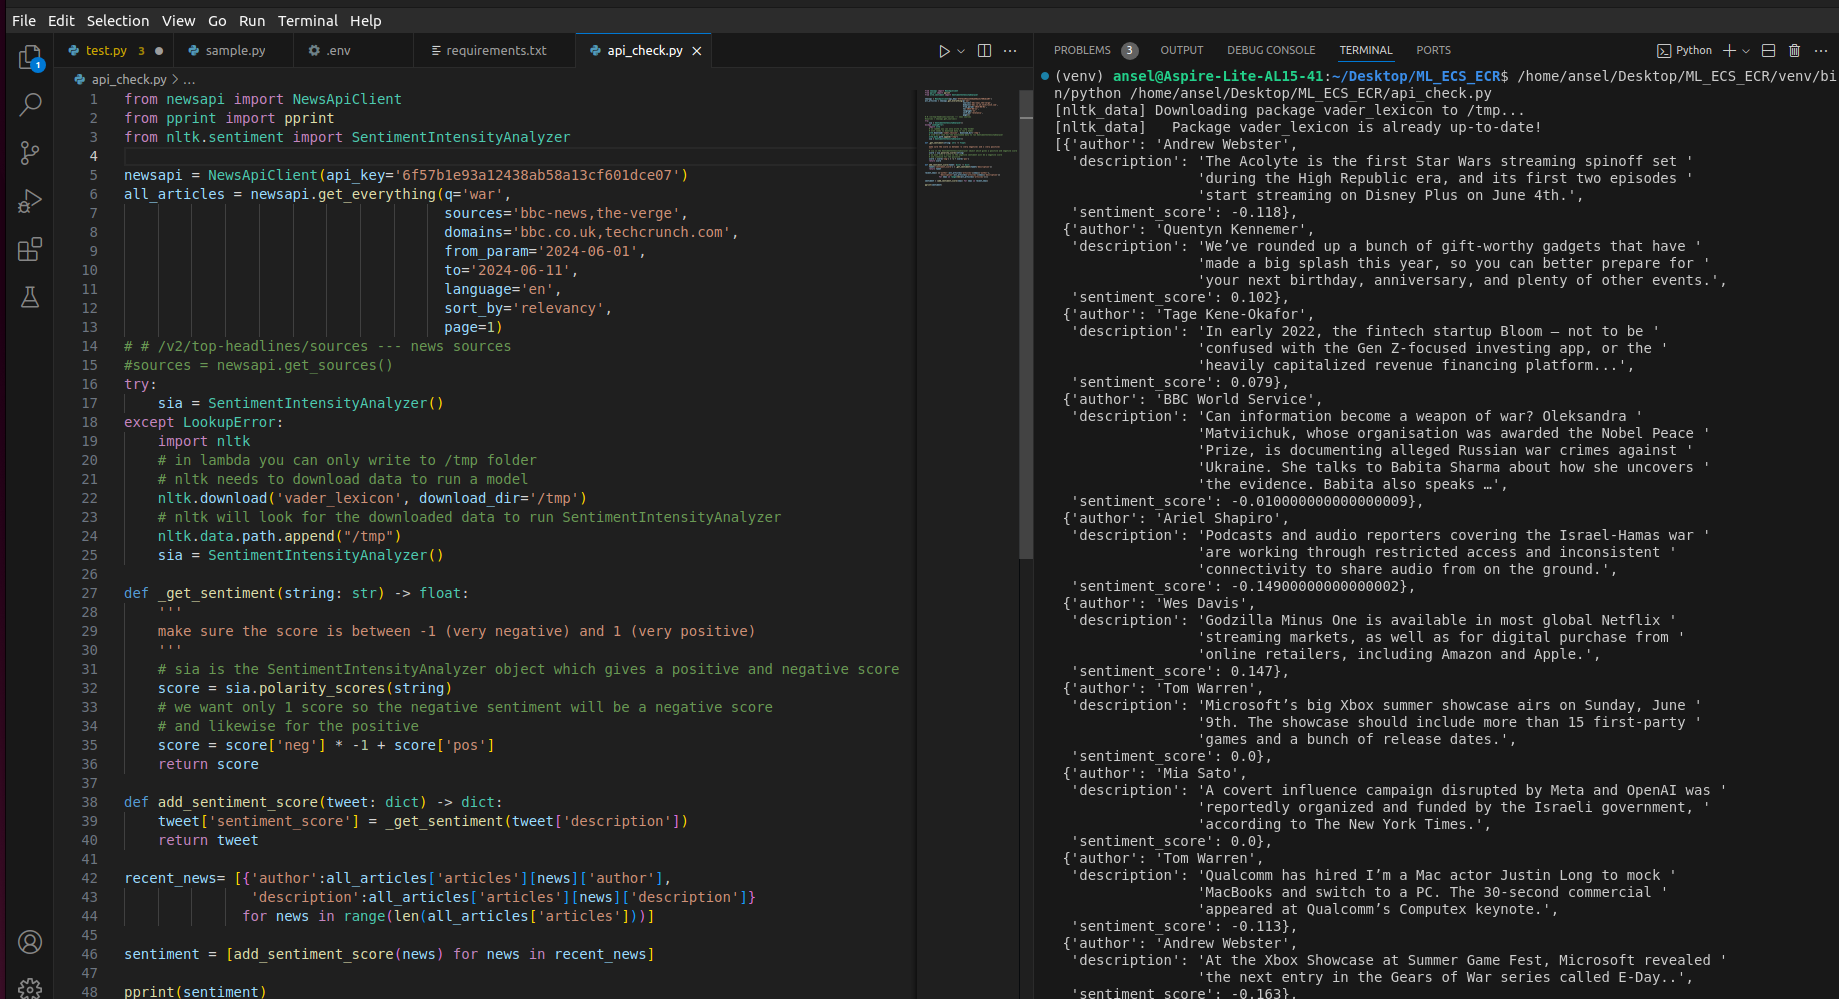 File Edit Selection View Go Run Terminal Help
test.py 3
sample.py
.env
requirements.txt
api_check.py
api_check.py > ...
1 from newsapi import NewsApiClient
2 from pprint import pprint
3 from nltk.sentiment import SentimentIntensityAnalyzer
4
5 newsapi = NewsApiClient(api_key='6f57b1e93a12438ab58a13cf601dce07')
6 all_articles = newsapi.get_everything(q='war',
7 sources='bbc-news,the-verge',
8 domains='bbc.co.uk,techcrunch.com',
9 from_param='2024-06-01',
10 to='2024-06-11',
11 language='en',
12 sort_by='relevancy',
13 page=1)
14 # # /v2/top-headlines/sources --- news sources
15 #sources = newsapi.get_sources()
16 try:
17 sia = SentimentIntensityAnalyzer()
18 except LookupError:
19 import nltk
20 # in lambda you can only write to /tmp folder
21 # nltk needs to download data to run a model
22 nltk.download('vader_lexicon', download_dir='/tmp')
23 # nltk will look for the downloaded data to run SentimentIntensityAnalyzer
24 nltk.data.path.append("/tmp")
25 sia = SentimentIntensityAnalyzer()
26
27 def _get_sentiment(string: str) -> float:
28 '''
29 make sure the score is between -1 (very negative) and 1 (very positive)
30 '''
31 # sia is the SentimentIntensityAnalyzer object which gives a positive and negative score
32 score = sia.polarity_scores(string)
33 # we want only 1 score so the negative sentiment will be a negative score
34 # and likewise for the positive
35 score = score['neg'] * -1 + score['pos']
36 return score
37
38 def add_sentiment_score(tweet: dict) -> dict:
39 tweet['sentiment_score'] = _get_sentiment(tweet['description'])
40 return tweet
41
42 recent_news= [{'author':all_articles['articles'][news]['author'],
43 'description':all_articles['articles'][news]['description']}
44 for news in range(len(all_articles['articles']))]
45
46 sentiment = [add_sentiment_score(news) for news in recent_news]
47
48 pprint(sentiment)
1
PROBLEMS 3 OUTPUT DEBUG CONSOLE TERMINAL PORTS
Python
(venv) ansel@Aspire-Lite-AL15-41:~/Desktop/ML_ECS_ECR$ /home/ansel/Desktop/ML_ECS_ECR/venv/bi
n/python /home/ansel/Desktop/ML_ECS_ECR/api_check.py
[nltk_data] Downloading package vader_lexicon to /tmp...
[nltk_data] Package vader_lexicon is already up-to-date!
[{'author': 'Andrew Webster',
'description': 'The Acolyte is the first Star Wars streaming spinoff set '
'during the High Republic era, and its first two episodes '
'start streaming on Disney Plus on June 4th.',
'sentiment_score': -0.118},
{'author': 'Quentyn Kennemer',
'description': 'We’ve rounded up a bunch of gift-worthy gadgets that have '
'made a big splash this year, so you can better prepare for '
'your next birthday, anniversary, and plenty of other events.',
'sentiment_score': 0.102},
{'author': 'Tage Kene-Okafor',
'description': 'In early 2022, the fintech startup Bloom — not to be '
'confused with the Gen Z-focused investing app, or the '
'heavily capitalized revenue financing platform...',
'sentiment_score': 0.079},
{'author': 'BBC World Service',
'description': 'Can information become a weapon of war? Oleksandra '
'Matviichuk, whose organisation was awarded the Nobel Peace '
'Prize, is documenting alleged Russian war crimes against '
'Ukraine. She talks to Babita Sharma about how she uncovers '
'the evidence. Babita also speaks …',
'sentiment_score': -0.010000000000000009},
{'author': 'Ariel Shapiro',
'description': 'Podcasts and audio reporters covering the Israel-Hamas war '
'are working through restricted access and inconsistent '
'connectivity to share audio from on the ground.',
'sentiment_score': -0.14900000000000002},
{'author': 'Wes Davis',
'description': 'Godzilla Minus One is available in most global Netflix '
'streaming markets, as well as for digital purchase from '
'online retailers, including Amazon and Apple.',
'sentiment_score': 0.147},
{'author': 'Tom Warren',
'description': 'Microsoft’s big Xbox summer showcase airs on Sunday, June '
'9th. The showcase should include more than 15 first-party '
'games and a bunch of release dates.',
'sentiment_score': 0.0},
{'author': 'Mia Sato',
'description': 'A covert influence campaign disrupted by Meta and OpenAI was '
'reportedly organized and funded by the Israeli government, '
'according to The New York Times.',
'sentiment_score': 0.0},
{'author': 'Tom Warren',
'description': 'Qualcomm has hired I’m a Mac actor Justin Long to mock '
'MacBooks and switch to a PC. The 30-second commercial '
'appeared at Qualcomm’s Computex keynote.',
'sentiment_score': -0.113},
{'author': 'Andrew Webster',
'description': 'At the Xbox Showcase at Summer Game Fest, Microsoft revealed '
'the next entry in the Gears of War series called E-Day..',
'sentiment_score': -0.163},